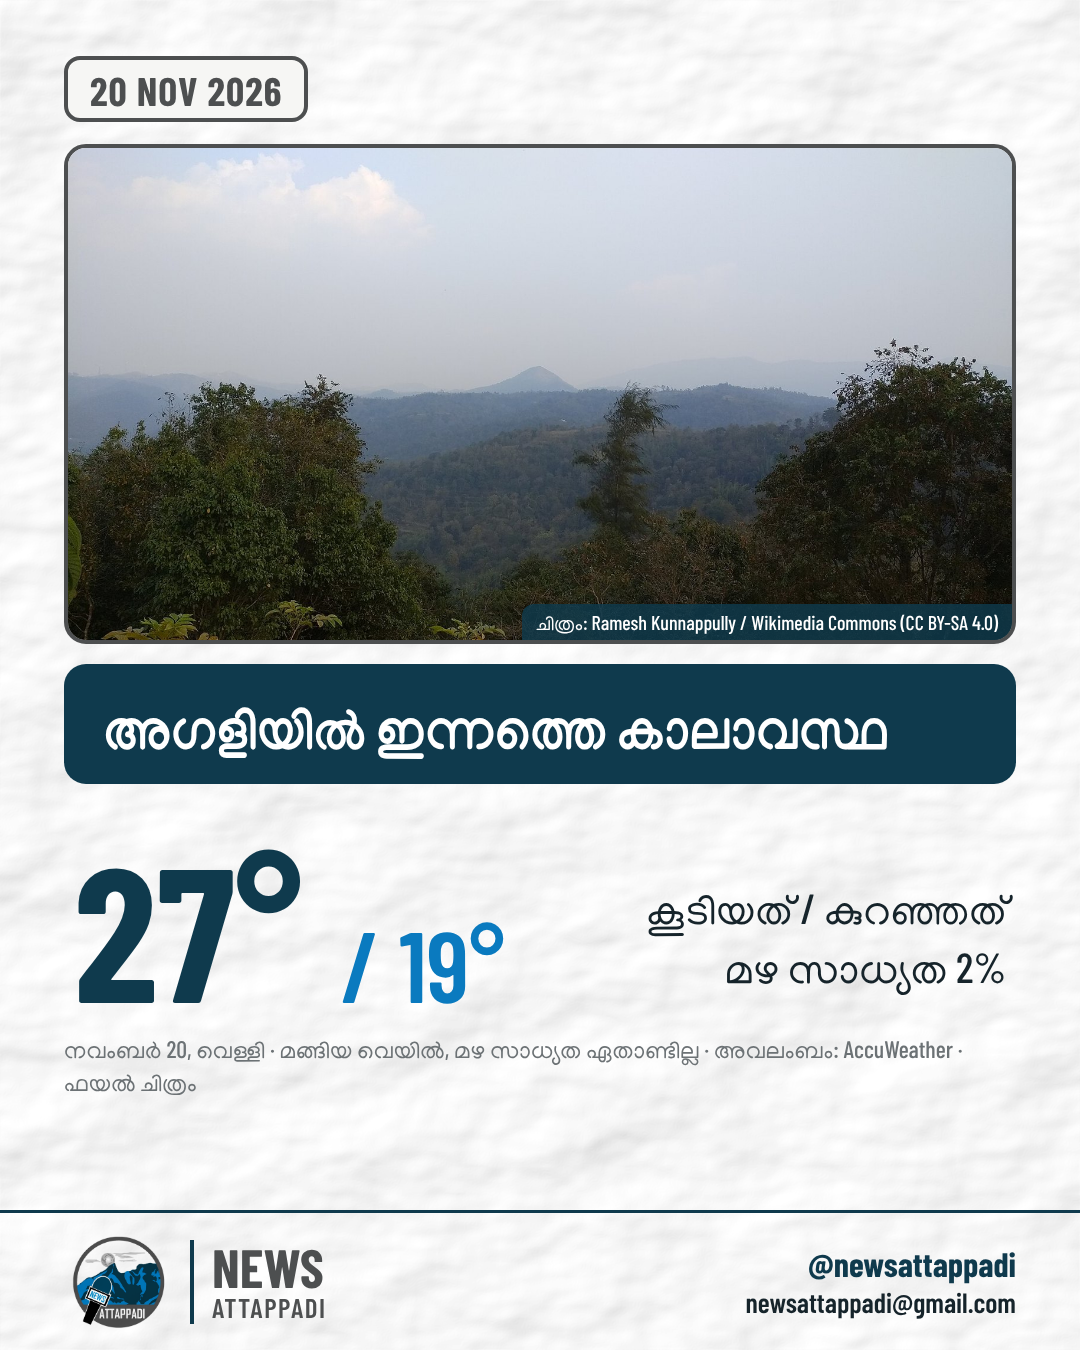 20 NOV 2026
ചിത്രം: Ramesh Kunnappully / Wikimedia Commons (CC BY-SA 4.0)
അഗളിയിൽ ഇന്നത്തെ കാലാവസ്ഥ
27° / 19°
കൂടിയത് / കുറഞ്ഞത്
മഴ സാധ്യത 2%
നവംബർ 20, വെള്ളി · മങ്ങിയ വെയിൽ, മഴ സാധ്യത ഏതാണ്ടില്ല · അവലംബം: AccuWeather ·
ഫയൽ ചിത്രം
NEWS
ATTAPPADI
NEWS
ATTAPPADI
@newsattappadi
newsattappadi@gmail.com